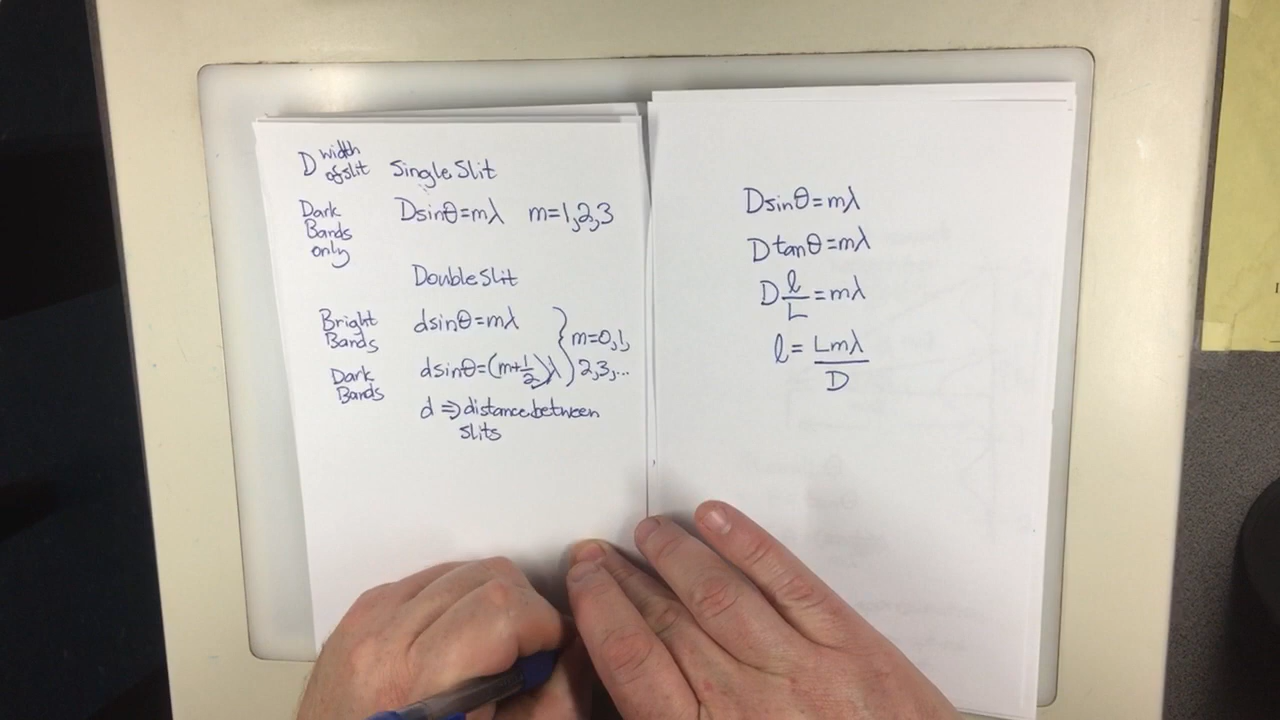 D width of slit
Single Slit
Dark Bands only
Dsinθ=mλ m=1,2,3
Double Slit
Bright Bands
dsinθ=mλ
Dark Bands
dsinθ=(m+1/2)λ
} m=0,1,
2,3,...
d ⇒ distance between
slits
Dsinθ=mλ
Dtanθ=mλ
D l/L=mλ
l= Lmλ/D